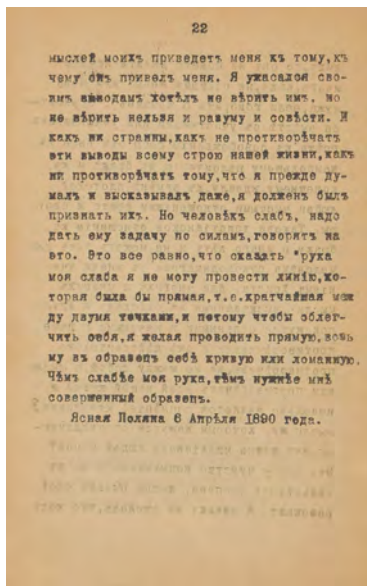 22
мыслей моихъ приведетъ меня къ тому,къ
чему онъ привелъ меня. Я ужасался сво-
имъ выводамъ хотѣлъ не вѣрить имъ, но
не вѣрить нельзя и разуму и совѣсти. И
какъ ни странны,какъ не противорѣчатъ
эти выводы всему строю нашей жизни,какъ
ни противорѣчатъ тому,что я прежде ду-
малъ и высказывалъ даже,я долженъ былъ
признать ихъ. Но человѣкъ слабъ, надо
дать ему задачу по силамъ,говорятъ на
это. Это все равно,что сказать "рука
моя слаба я не могу провести линію,ко-
торая была бы прямая,т.е.кратчайшая меж
ду двумя точками,и потому чтобы облег-
чить себя,я желая проводить прямую,возь
му въ образецъ себѣ кривую или ломанную.
Чѣмъ слабѣе моя рука,тѣмъ нужнѣе мнѣ
совершенный образецъ.
Ясная Поляна 6 Апрѣля 1890 года.